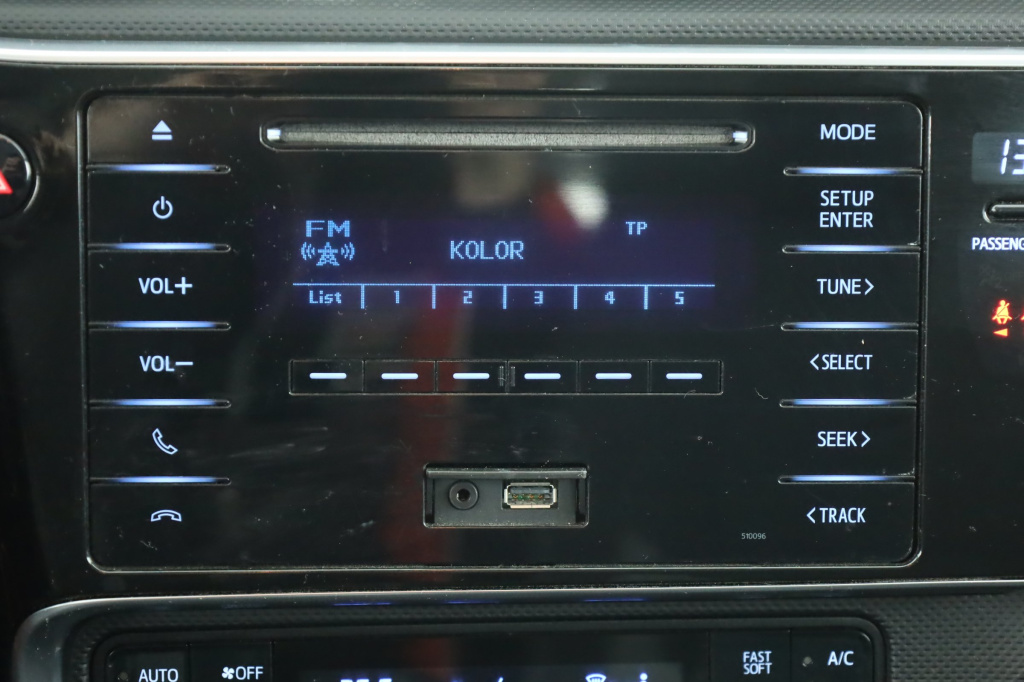 MODE
SETUP
ENTER
FM
TP
KOLOR
VOL+
TUNE>
List 1 2 3 4 5
VOL-
<SELECT
SEEK>
<TRACK
510096
AUTO
OFF
FAST
SOFT
A/C